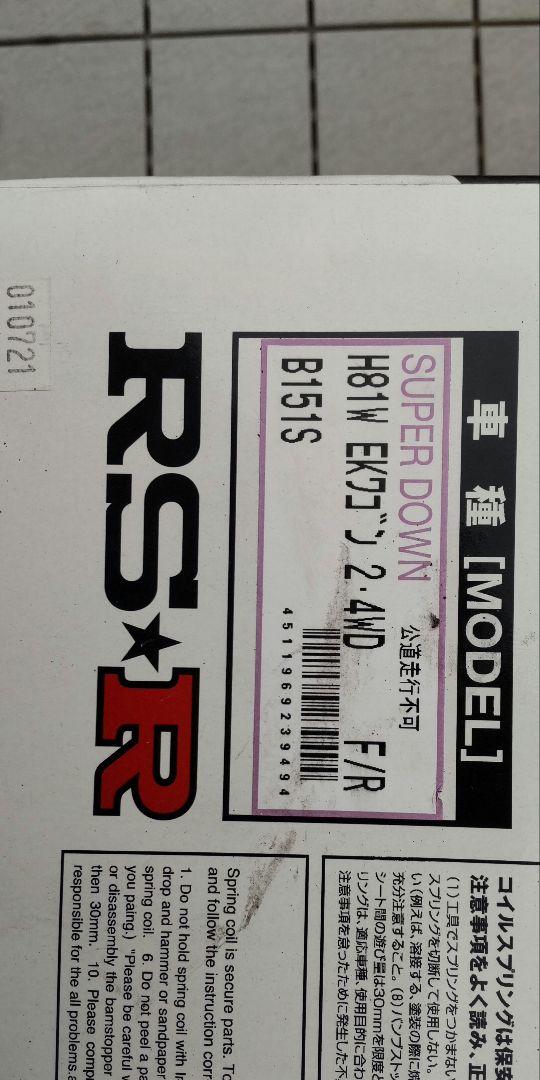 010721
車種 [MODEL]
SUPER DOWN 公道走行不可
H81W EKワゴン 2・4WD F/R
B151S
4511969239494
RS★R
コイルスプリングは保安
注意事項をよく読み、正
(1)工具でスプリングをつかまない
スプリングを切断して使用しない。
い(例えば、溶接する、塗装の際に焼
充分注意すること。(8)バンプストッ
シート間の遊び量は30mmを限度と
リングは、適応車種、使用目的に合わ
注意事項を怠ったために発生した不
Spring coil is secure parts. To
and follow the instruction corr
1. Do not hold spring coil with
drop and hammer or sandpaper
spring coil. 6. Do not peel a pa
you paing.) "Please be careful w
or disassembly the bamstopper
then 30mm. 10. Please comp
responsible for the all problems.